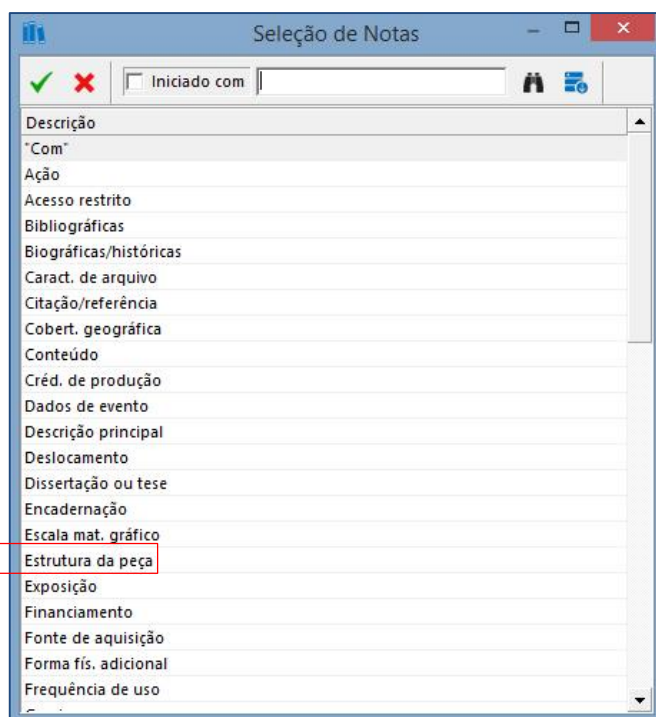 Seleção de Notas
Iniciado com
Descrição
"Com"
Ação
Acesso restrito
Bibliográficas
Biográficas/históricas
Caract. de arquivo
Citação/referência
Cobert. geográfica
Conteúdo
Créd. de produção
Dados de evento
Descrição principal
Deslocamento
Dissertação ou tese
Encadernação
Escala mat. gráfico
Estrutura da peça
Exposição
Financiamento
Fonte de aquisição
Forma fís. adicional
Frequência de uso